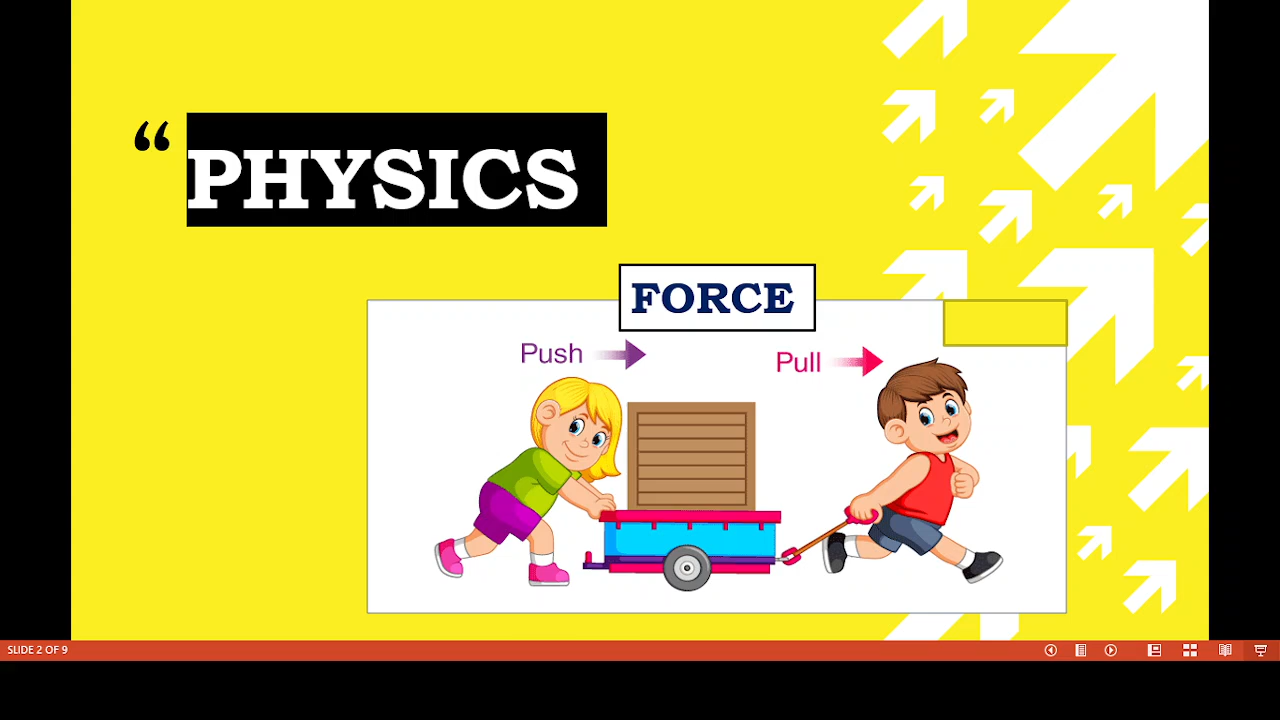 “ PHYSICS
FORCE
Push
Pull
SLIDE 2 OF 9